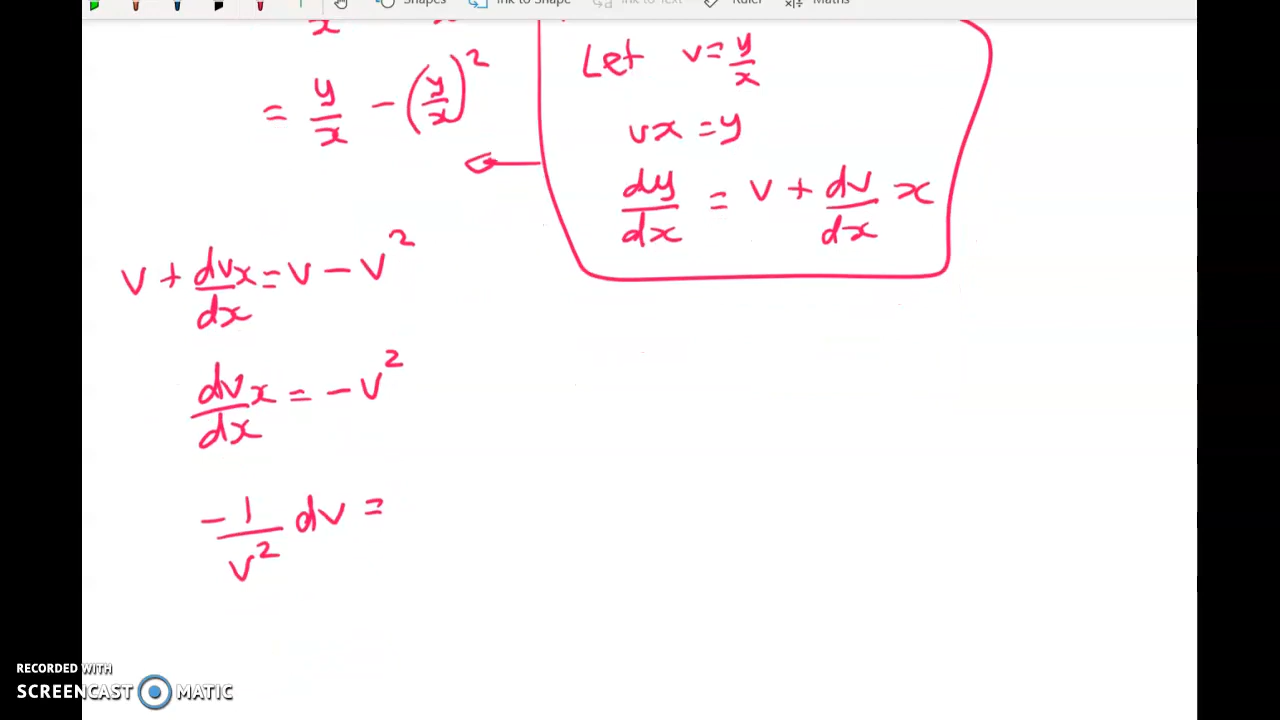 Shapes Ink to Shape Ink to Text Ruler Maths
x x
= y/x - (y/x)²
Let v = y/x
vx = y
dy/dx = v + dv/dx x
v + dv/dx x = v - v²
dv/dx x = -v²
-1/v² dv =
RECORDED WITH
SCREENCAST MATIC